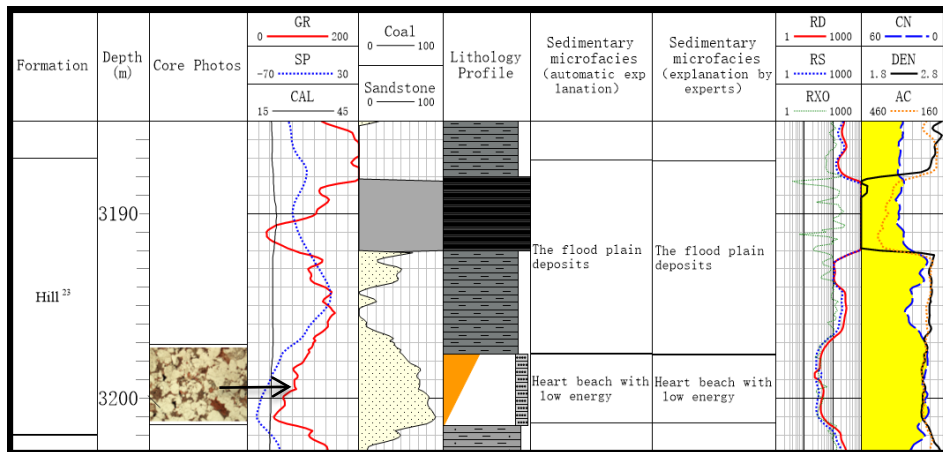 Formation
Depth
(m)
Core Photos
GR
0 200
SP
-70 30
CAL
15 45
Coal
0 100
Sandstone
0 100
Lithology
Profile
Sedimentary
microfacies
(automatic exp
lanation)
Sedimentary
microfacies
(explanation by
experts)
RD
1 1000
RS
1 1000
RXO
1 1000
CN
60 0
DEN
1.8 2.8
AC
460 160
3190
The flood plain
deposits
The flood plain
deposits
Hill 23
Heart beach with
low energy
Heart beach with
low energy
3200